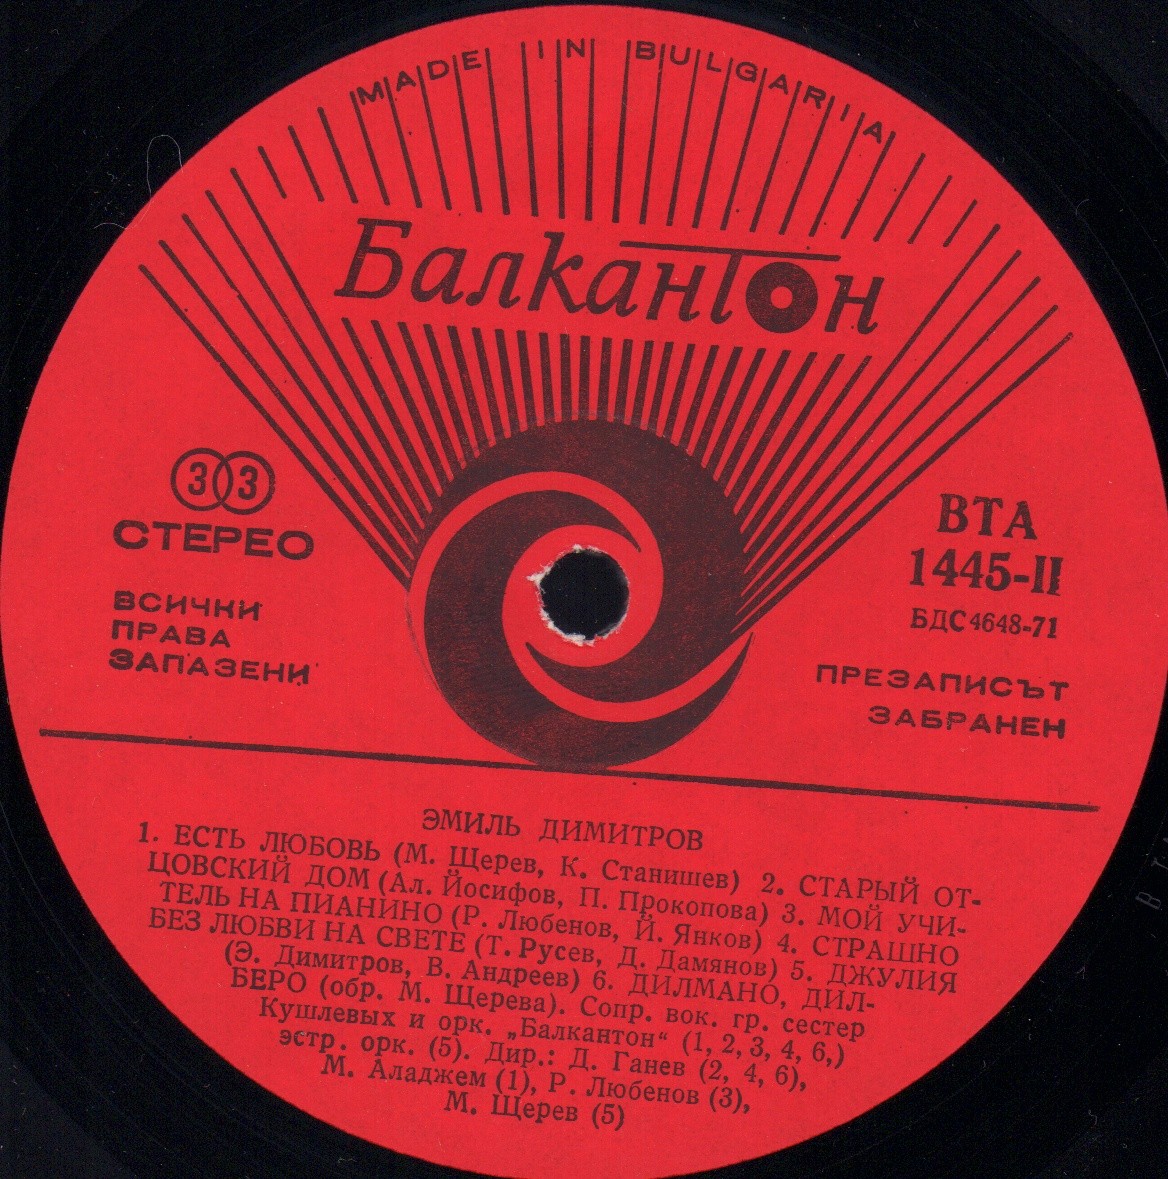 MADE IN BULGARIA
Балкантон
33
СТЕРЕО
ВСИЧКИ
ПРАВА
ЗАПАЗЕНИ
ВТА
1445-II
БДС 4648-71
ПРЕЗАПИСЪТ
ЗАБРАНЕН
ЭМИЛЬ ДИМИТРОВ
1. ЕСТЬ ЛЮБОВЬ (М. Щерев, К. Станишев) 2. СТАРЫЙ ОТ-
ЦОВСКИЙ ДОМ (Ал. Йосифов, П. Прокопова) 3. МОЙ УЧИ-
ТЕЛЬ НА ПИАНИНО (Р. Любенов, Й. Янков) 4. СТРАШНО
БЕЗ ЛЮБВИ НА СВЕТЕ (Т. Русев, Д. Дамянов) 5. ДЖУЛИЯ
(Э. Димитров, В. Андреев) 6. ДИЛМАНО, ДИЛ-
БЕРО (обр. М. Щерева). Сопр. вок. гр. сестер
Кушлевых и орк. „Балкантон“ (1, 2, 3, 4, 6,)
эстр. орк. (5). Дир.: Д. Ганев (2, 4, 6),
М. Аладжем (1), Р. Любенов (3),
М. Щерев (5)